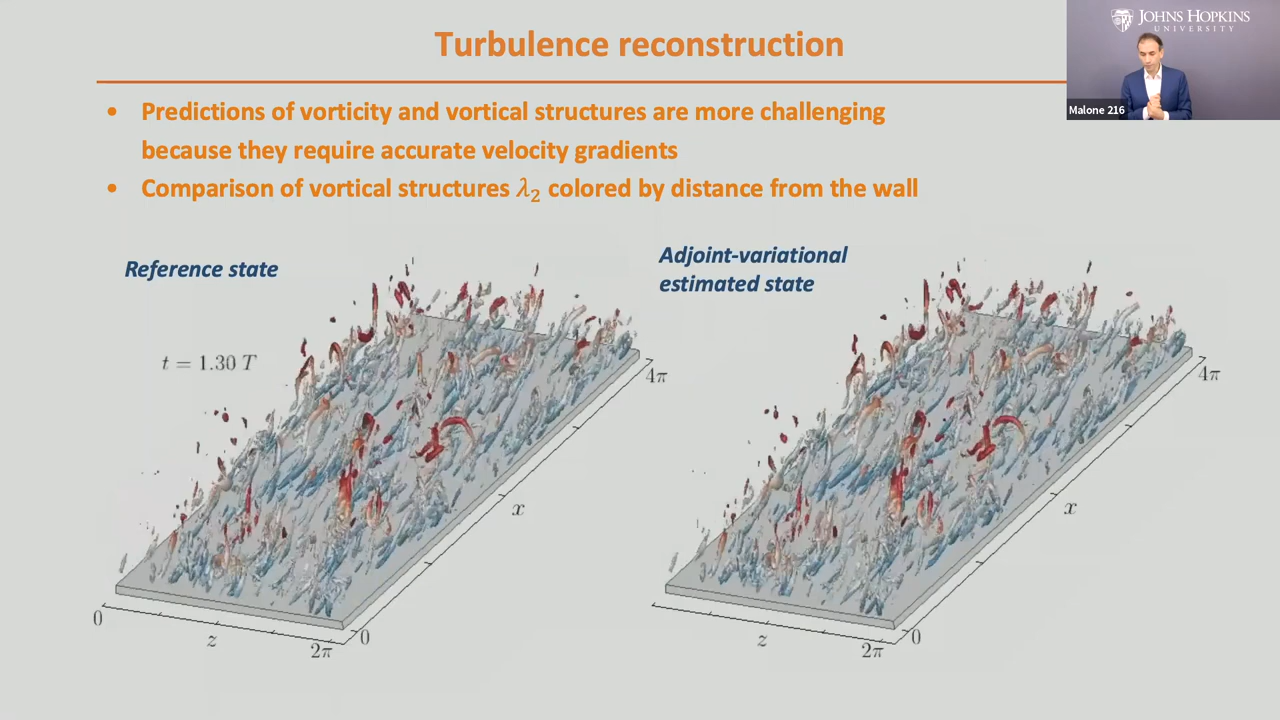 Turbulence reconstruction
JOHNS HOPKINS
UNIVERSITY
Malone 216
• Predictions of vorticity and vortical structures are more challenging
because they require accurate velocity gradients
• Comparison of vortical structures λ₂ colored by distance from the wall
Reference state
t = 1.30 T
4π
x
0
z
2π
0
Adjoint-variational
estimated state
4π
x
z
2π
0